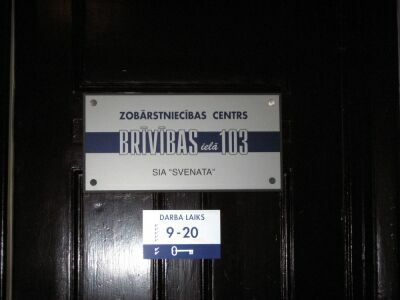 ZOBĀRSTNIECĪBAS CENTRS
BRĪVĪBAS ielā 103
SIA "SVENATA"
DARBA LAIKS
9-20